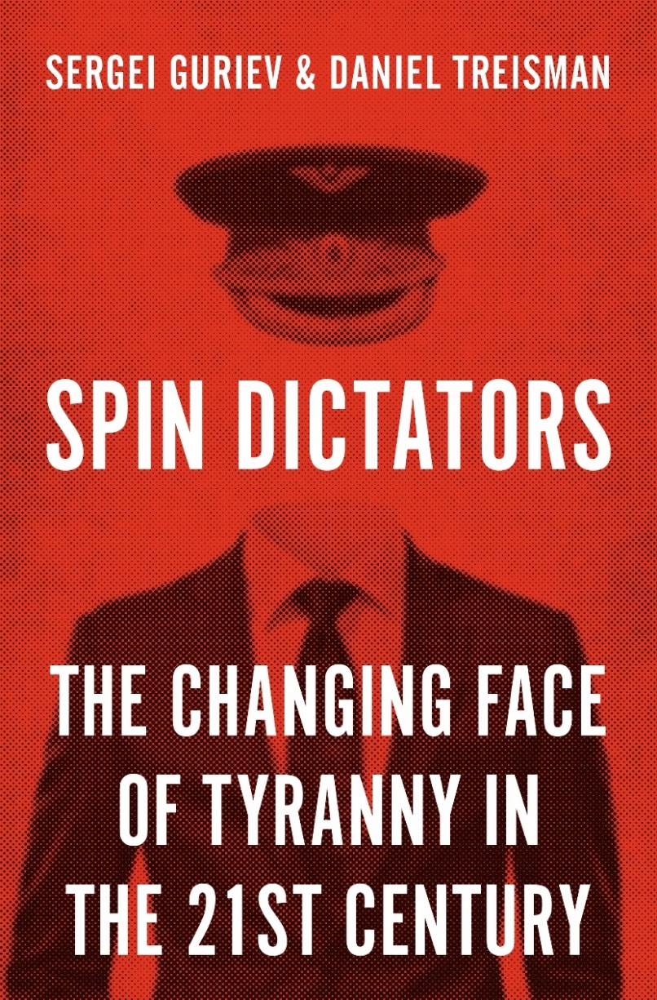 SERGEI GURIEV & DANIEL TREISMAN
SPIN DICTATORS
THE CHANGING FACE
OF TYRANNY IN
THE 21ST CENTURY